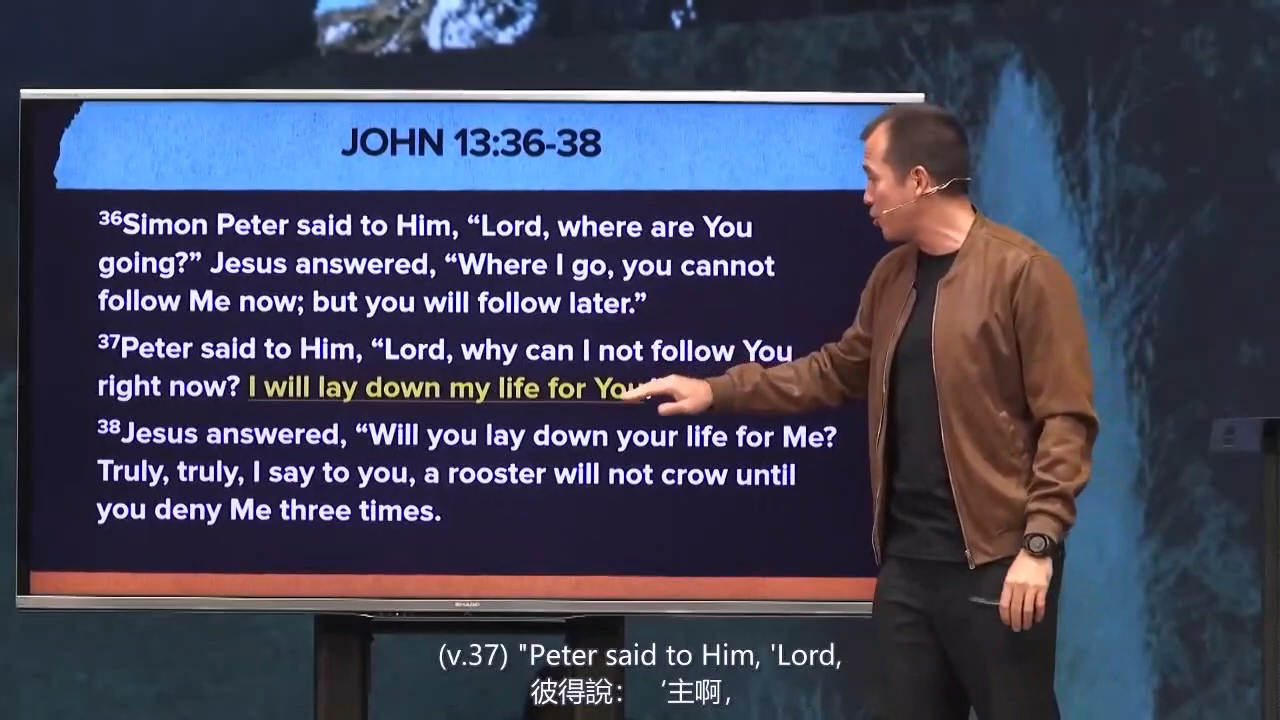 JOHN 13:36-38
36Simon Peter said to Him, “Lord, where are You
going?” Jesus answered, “Where I go, you cannot
follow Me now; but you will follow later.”
37Peter said to Him, “Lord, why can I not follow You
right now? I will lay down my life for You
38Jesus answered, “Will you lay down your life for Me?
Truly, truly, I say to you, a rooster will not crow until
you deny Me three times.
SHARP
(v.37) "Peter said to Him, 'Lord,
彼得說：‘主啊，